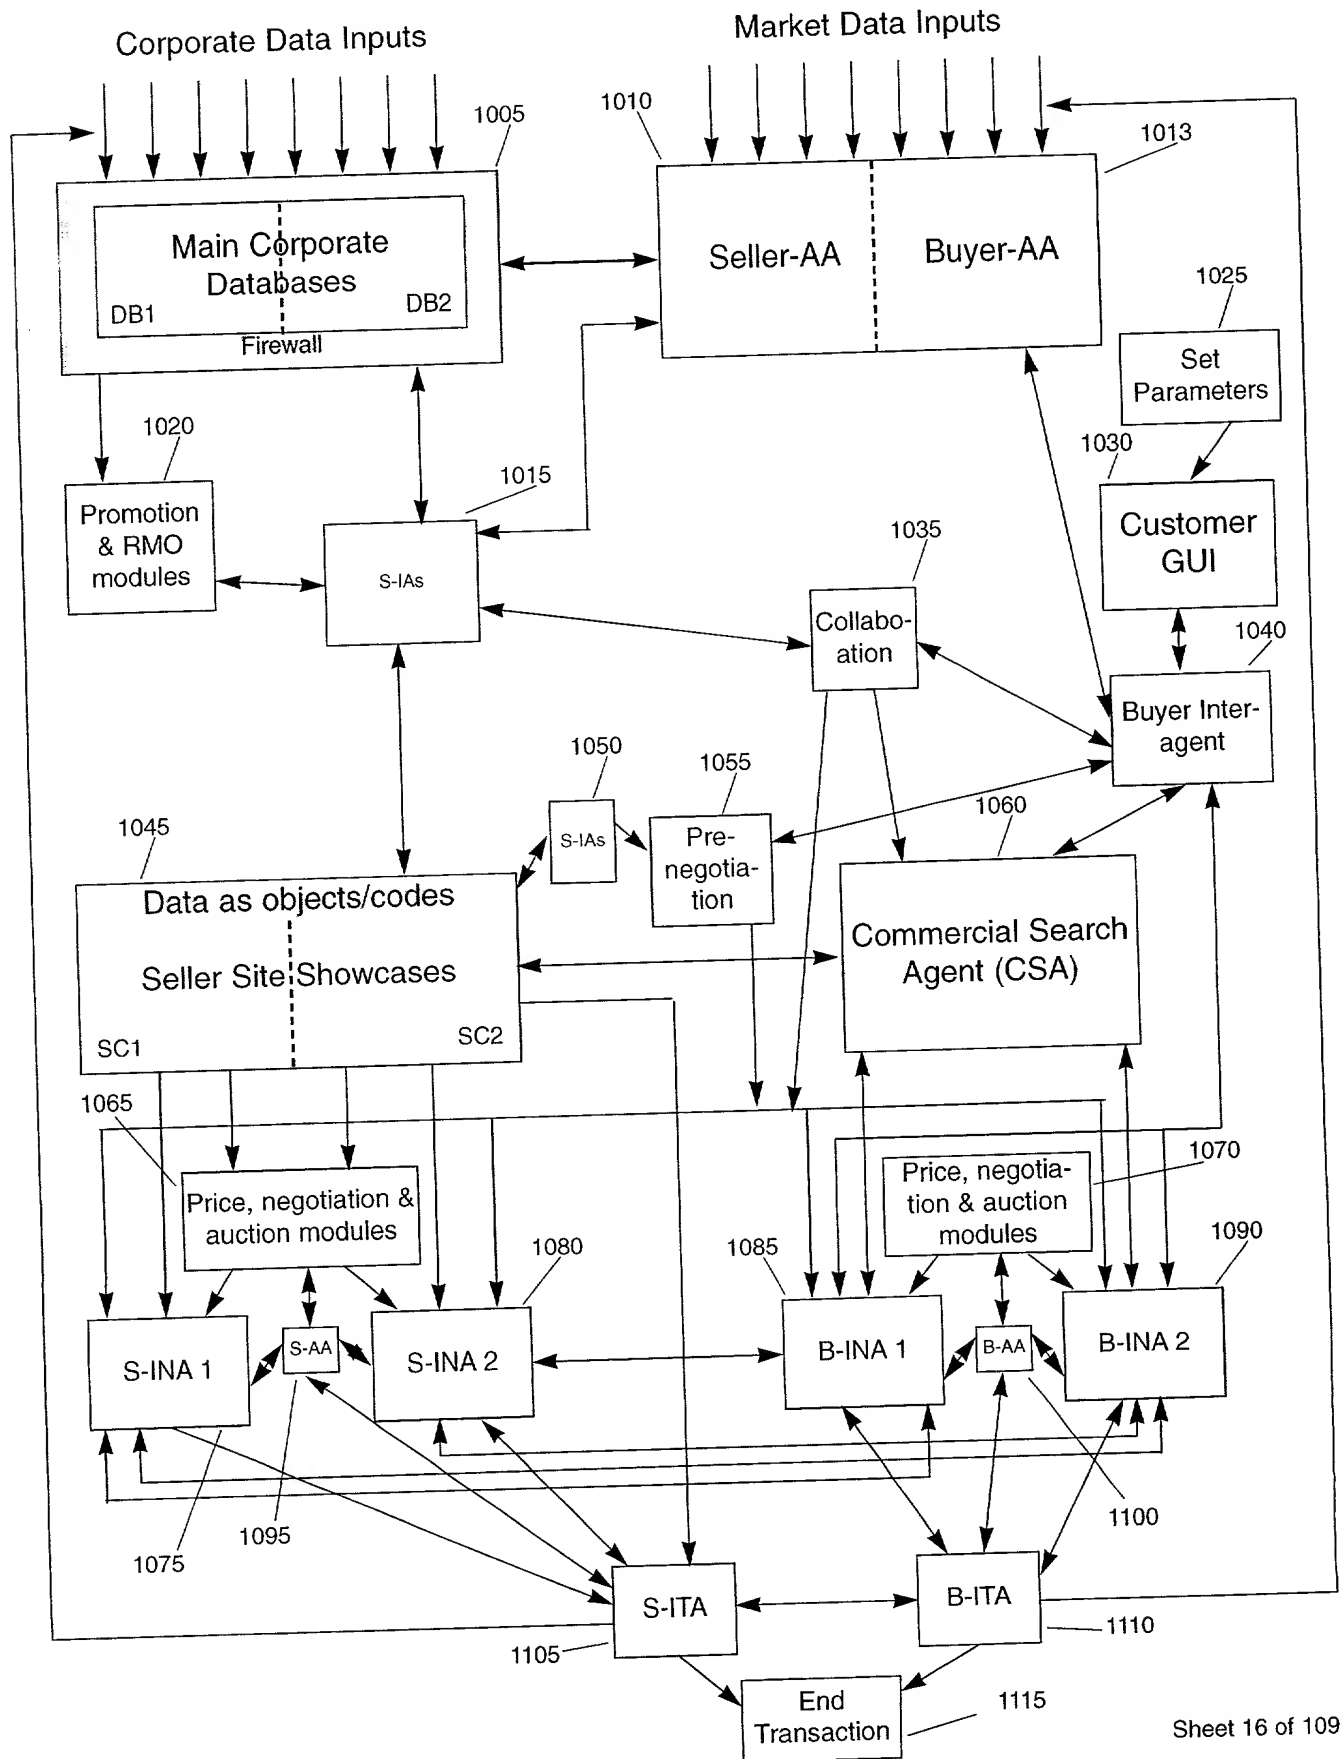 Corporate Data Inputs
Market Data Inputs
1005
1010
1013
Main Corporate
Databases
DB1
DB2
Firewall
Seller-AA
Buyer-AA
1025
Set
Parameters
1020
Promotion
& RMO
modules
1015
S-IAs
1030
Customer
GUI
1035
Collabo-
ation
1040
Buyer Inter-
agent
1050
S-IAs
1055
Pre-
negotia-
tion
1060
Commercial Search
Agent (CSA)
1045
Data as objects/codes
Seller Site Showcases
SC1
SC2
1065
Price, negotiation &
auction modules
1070
Price, negotia-
tion & auction
modules
1080
1085
1090
S-INA 1
S-AA
S-INA 2
B-INA 1
B-AA
B-INA 2
1075
1095
1100
S-ITA
B-ITA
1105
1110
End
Transaction
1115
Sheet 16 of 109